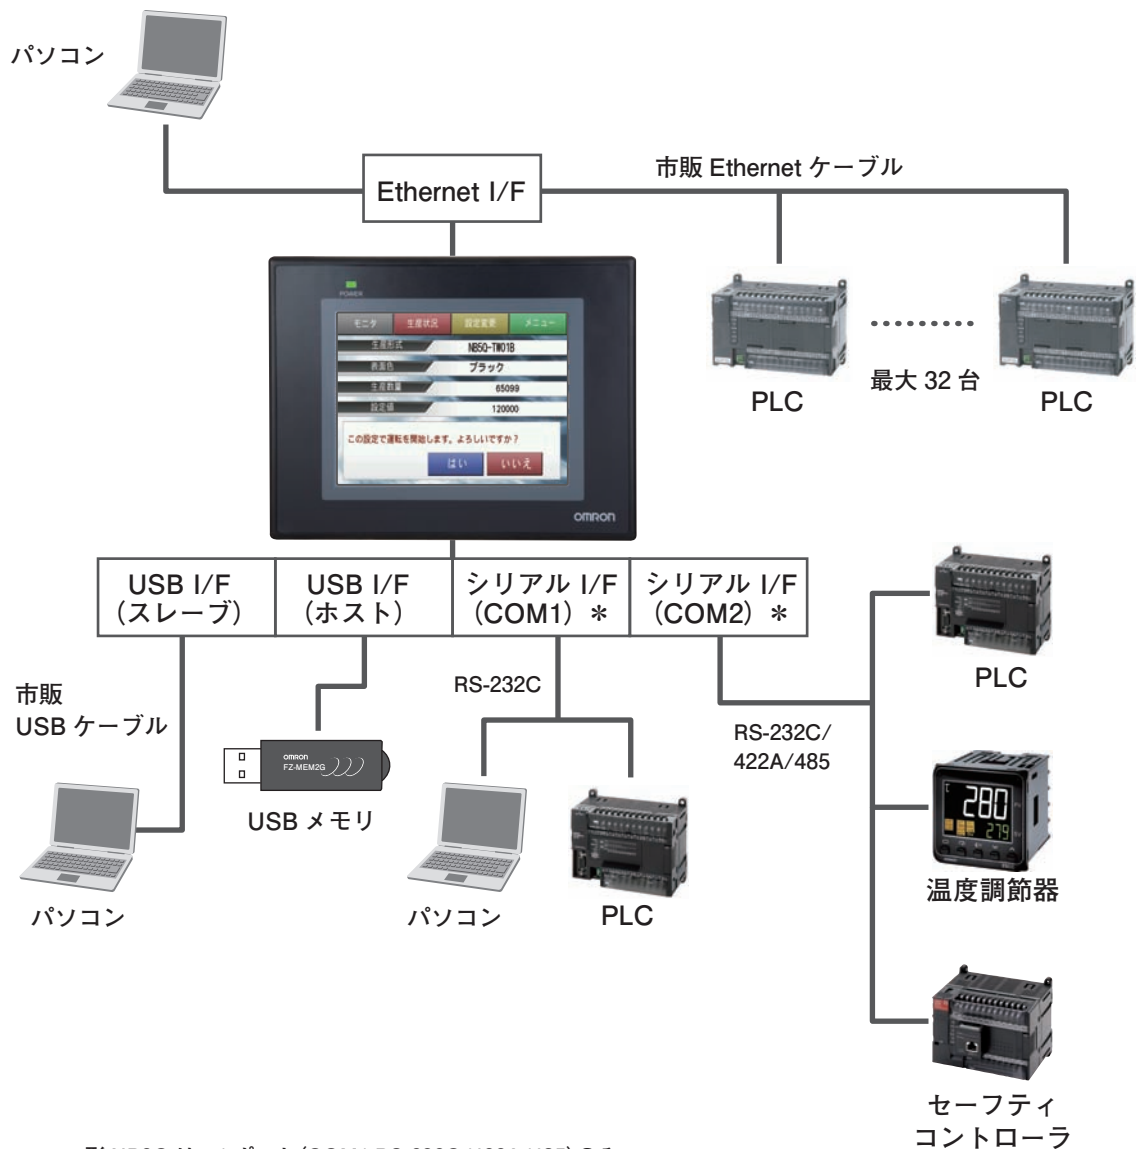 パソコン
Ethernet I/F
市販 Ethernet ケーブル
POWER
モニタ 生産状況 設定変更 メニュー
生産形式 NB5Q-TW01B
表面色 ブラック
生産数量 65099
設定値 120000
この設定で運転を開始します。よろしいですか?
はい いいえ
OMRON
PLC
最大 32 台
PLC
USB I/F
(スレーブ)
USB I/F
(ホスト)
シリアル I/F
(COM1)*
シリアル I/F
(COM2)*
市販
USB ケーブル
RS-232C
RS-232C/
422A/485
OMRON
FZ-MEM2G
USB メモリ
パソコン
パソコン
PLC
PLC
280
279
温度調節器
セーフティ
コントローラ